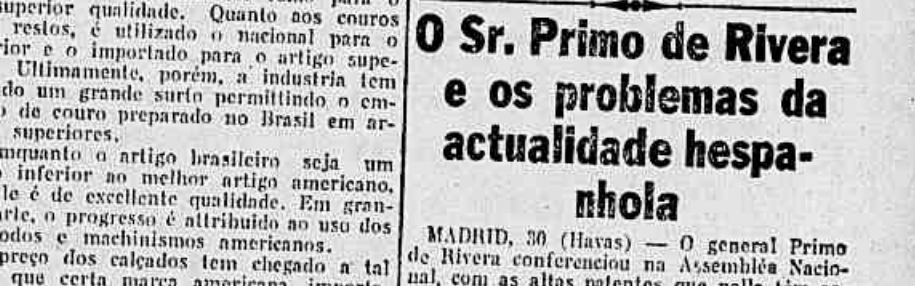 superior qualidade. Quanto aos couros
restos, é utilizado o nacional para o
rior e o importado para o artigo supe-
Ultimamente, porém, a industria tem
do um grande surto permittindo o em-
de couro preparado no Brasil em ar-
superiores.
mquanto o artigo brasileiro seja um
inferior ao melhor artigo americano,
le é de excellente qualidade. Em gran-
arte, o progresso é attribuido ao uso dos
odos e machinismos americanos.
preço dos calçados tem chegado a tal
que certa marca americana
O Sr. Primo de Rivera
e os problemas da
actualidade hespa-
nhola
MADRID, 30 (Havas) — O general Primo
de Rivera conferenciou na Assembléa Nacio-
nal, com as altas patentes que